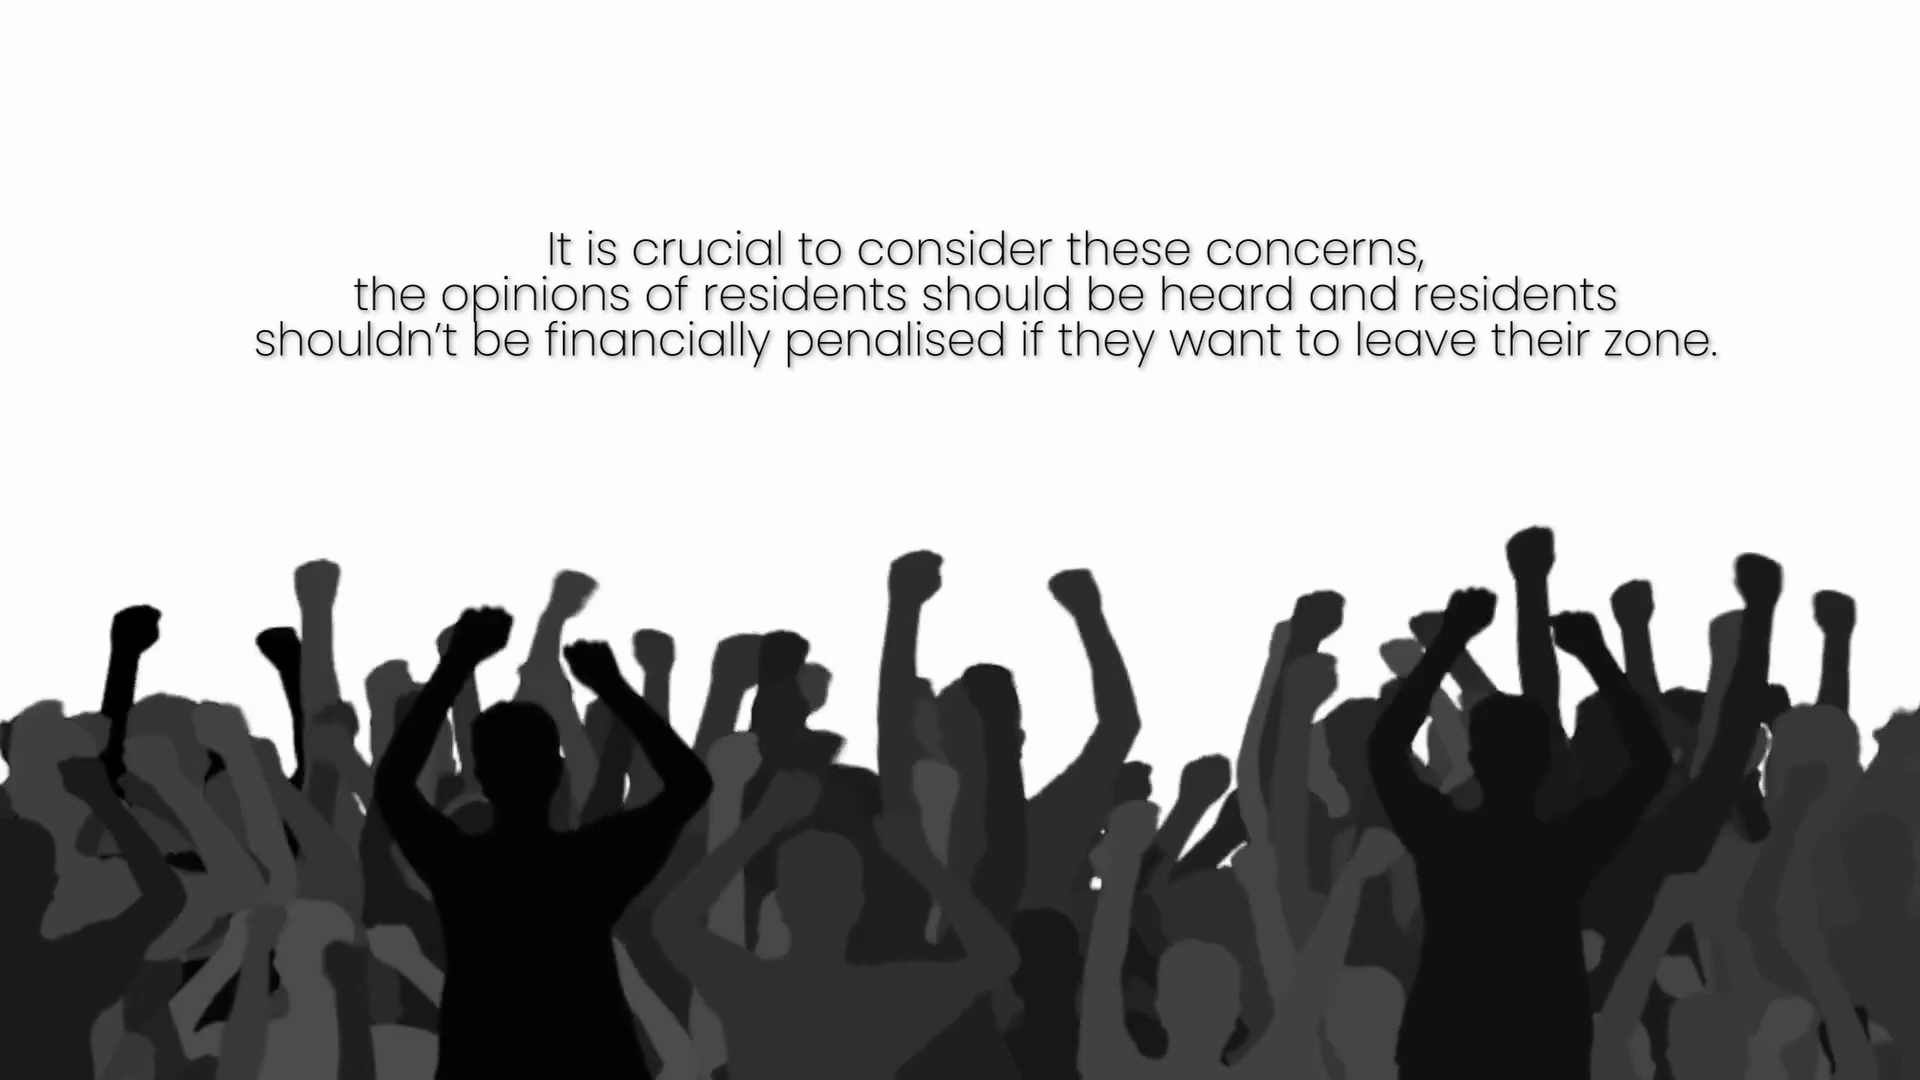 It is crucial to consider these concerns,
the opinions of residents should be heard and residents
shouldn’t be financially penalised if they want to leave their zone.